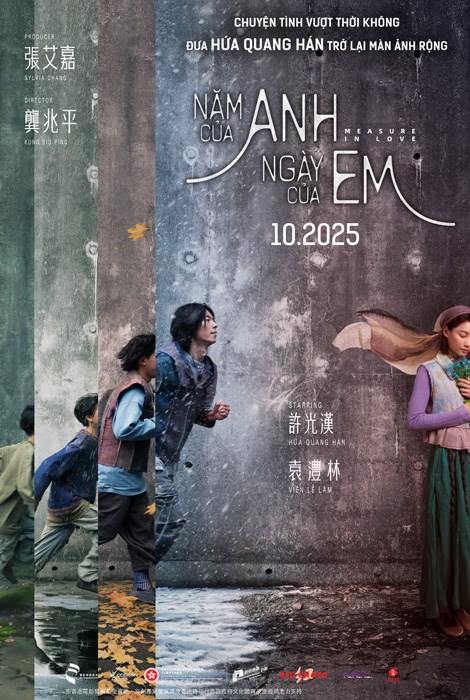 CHUYỆN TÌNH VƯỢT THỜI KHÔNG
ĐƯA HỨA QUANG HÁN TRỞ LẠI MÀN ẢNH RỘNG
PRODUCER
張艾嘉
SYLVIA CHANG
DIRECTOR
龔兆平
KUNG SIU PING
NĂM CỦA ANH
MEASURE IN LOVE
NGÀY CỦA EM
10.2025
STARRING
許光漢
HỨA QUANG HÁN
袁澧林
VIÊN LỄ LÂM